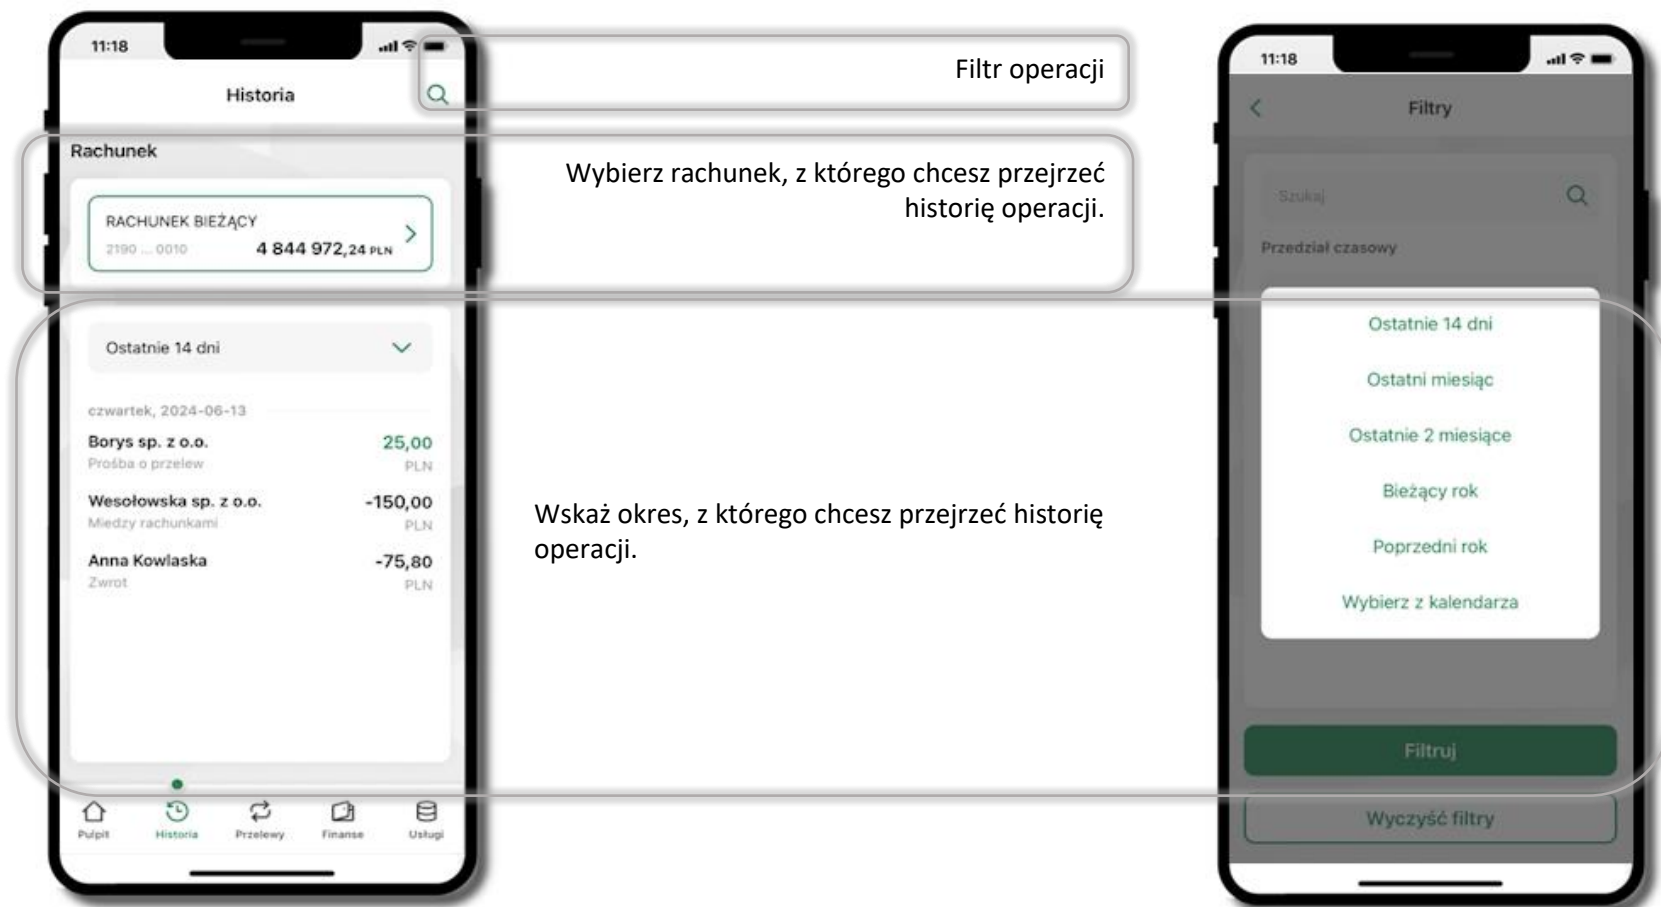 11:18
Historia
Rachunek
RACHUNEK BIEŻĄCY
2190 ... 0010 4 844 972,24 PLN
Ostatnie 14 dni
czwartek, 2024-06-13
Borys sp. z o.o. 25,00
Prośba o przelew PLN
Wesołowska sp. z o.o. -150,00
Miedzy rachunkami PLN
Anna Kowlaska -75,80
Zwrot PLN
Pulpit Historia Przelewy Finanse Usługi
Filtr operacji
Wybierz rachunek, z którego chcesz przejrzeć
historię operacji.
Wskaż okres, z którego chcesz przejrzeć historię
operacji.
11:18
Filtry
Szukaj
Przedział czasowy
Ostatnie 14 dni
Ostatni miesiąc
Ostatnie 2 miesiące
Bieżący rok
Poprzedni rok
Wybierz z kalendarza
Filtruj
Wyczyść filtry